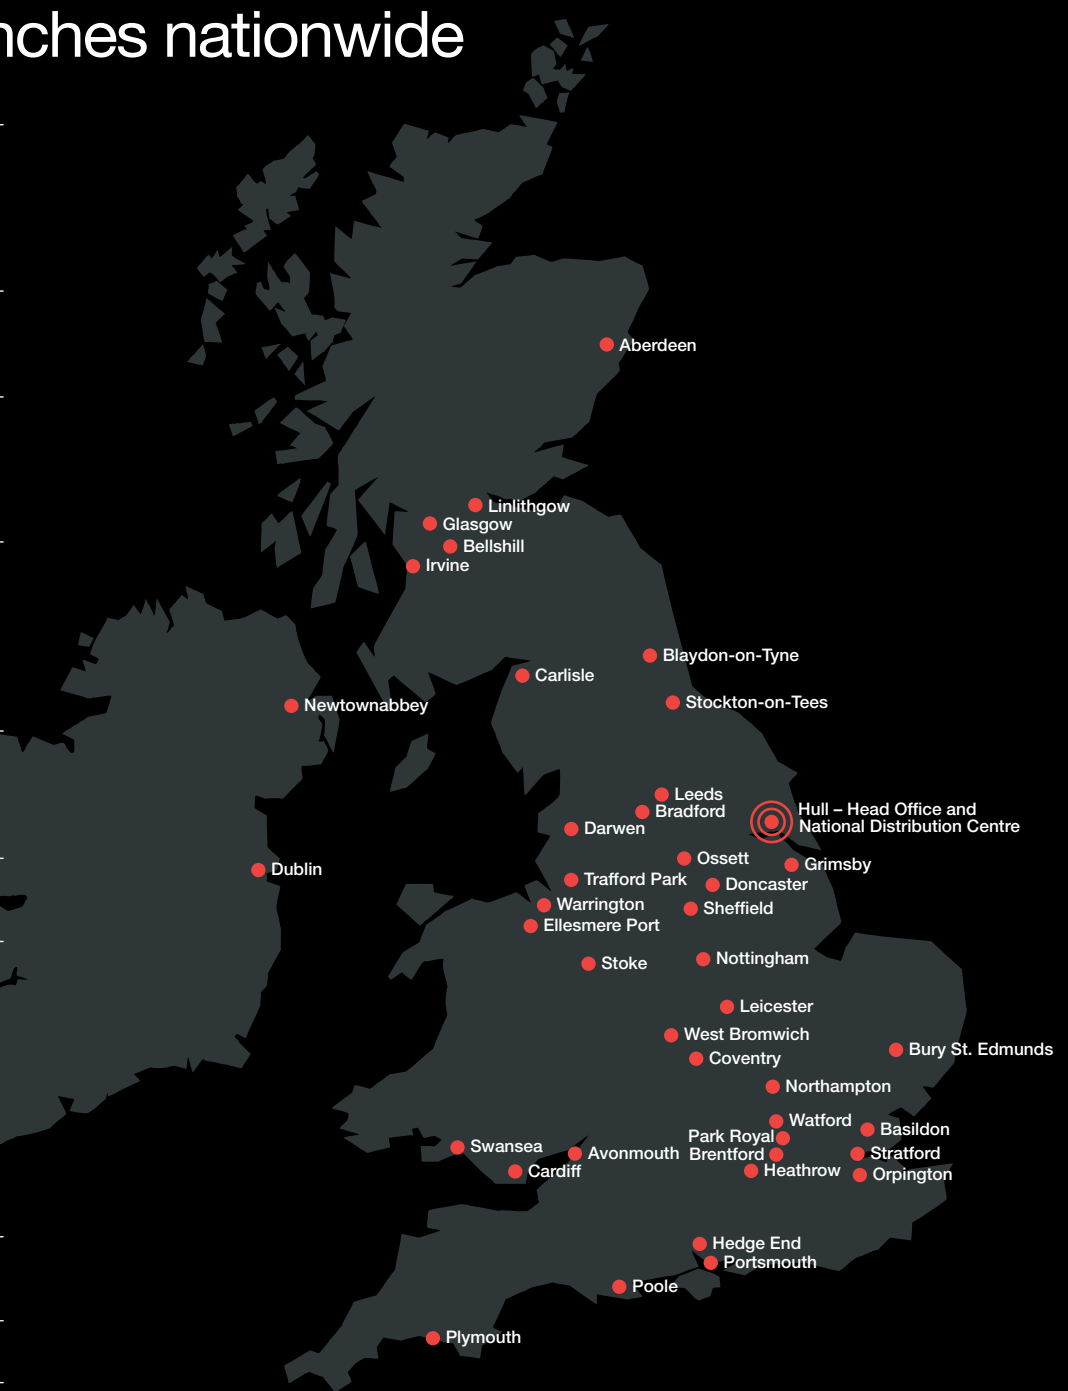 nches nationwide
Aberdeen
Linlithgow
Glasgow
Bellshill
Irvine
Blaydon-on-Tyne
Carlisle
Stockton-on-Tees
Newtownabbey
Leeds
Bradford
Hull – Head Office and
National Distribution Centre
Darwen
Ossett
Grimsby
Dublin
Trafford Park
Doncaster
Warrington
Sheffield
Ellesmere Port
Nottingham
Stoke
Leicester
West Bromwich
Bury St. Edmunds
Coventry
Northampton
Watford
Basildon
Park Royal
Swansea
Avonmouth
Brentford
Stratford
Cardiff
Heathrow
Orpington
Hedge End
Portsmouth
Poole
Plymouth